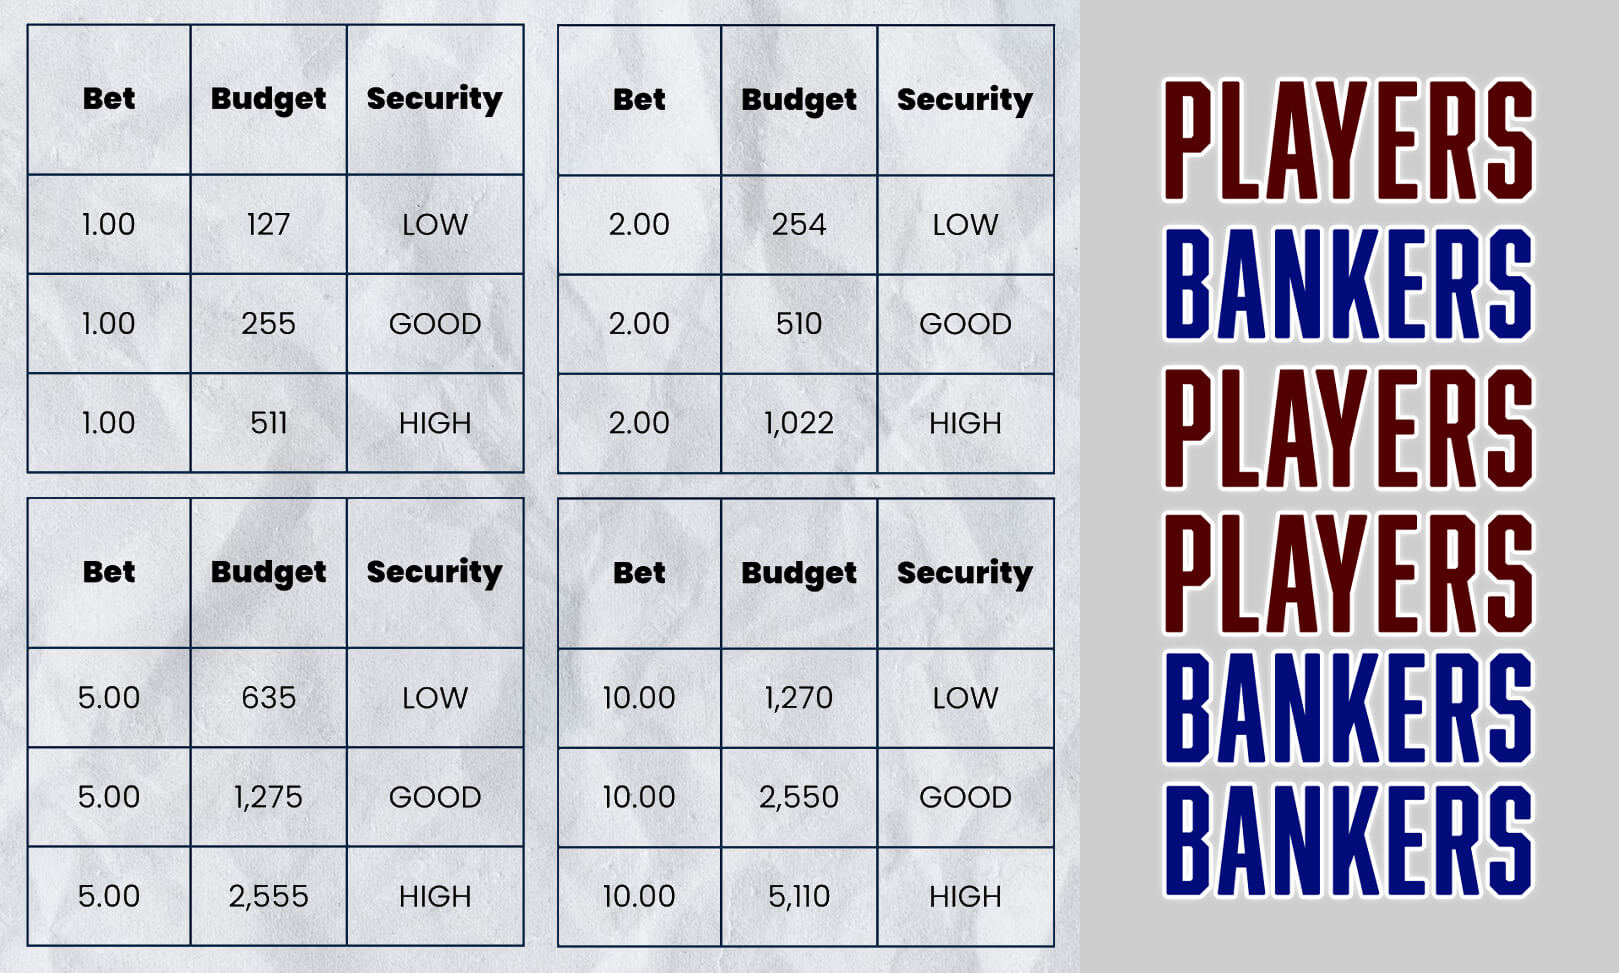 Bet Budget Security
1.00 127 LOW
1.00 255 GOOD
1.00 511 HIGH
Bet Budget Security
2.00 254 LOW
2.00 510 GOOD
2.00 1,022 HIGH
Bet Budget Security
5.00 635 LOW
5.00 1,275 GOOD
5.00 2,555 HIGH
Bet Budget Security
10.00 1,270 LOW
10.00 2,550 GOOD
10.00 5,110 HIGH
PLAYERS
BANKERS
PLAYERS
PLAYERS
BANKERS
BANKERS